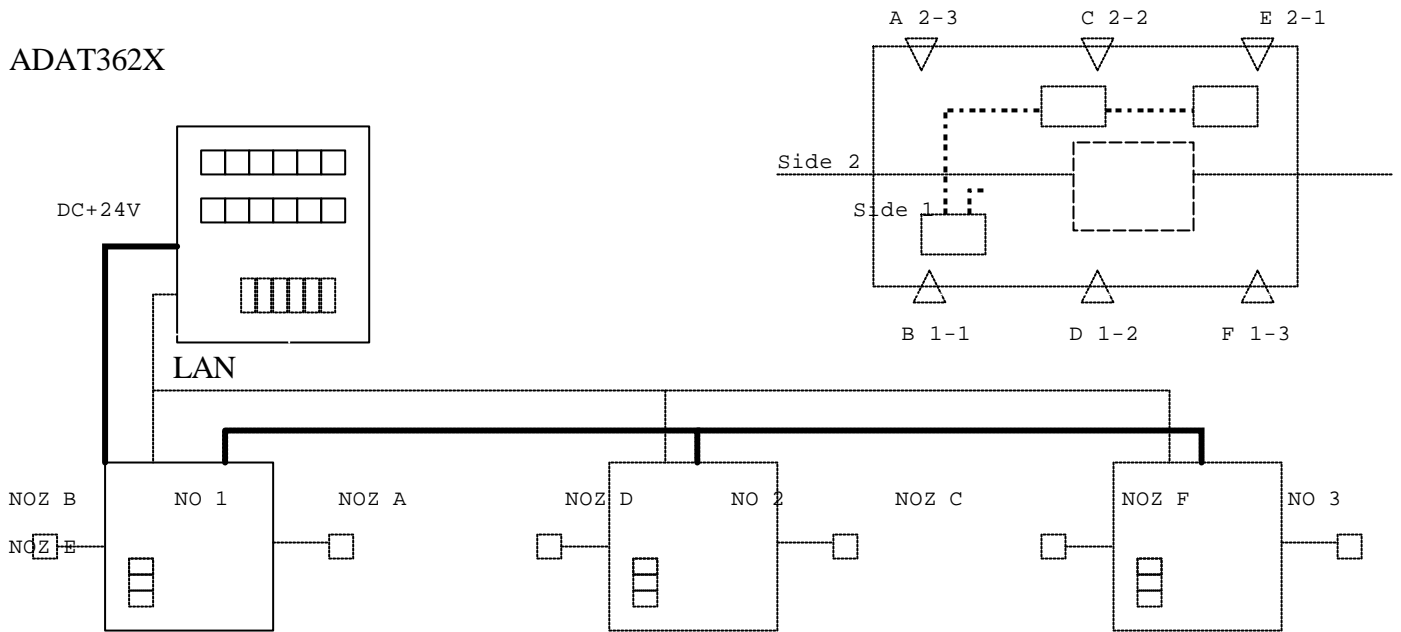 A 2-3 C 2-2 E 2-1
ADAT362X
Side 2
DC+24V
Side 1
B 1-1 D 1-2 F 1-3
LAN
NOZ B NO 1 NOZ A NOZ D NO 2 NOZ C NOZ F NO 3
NOZ E